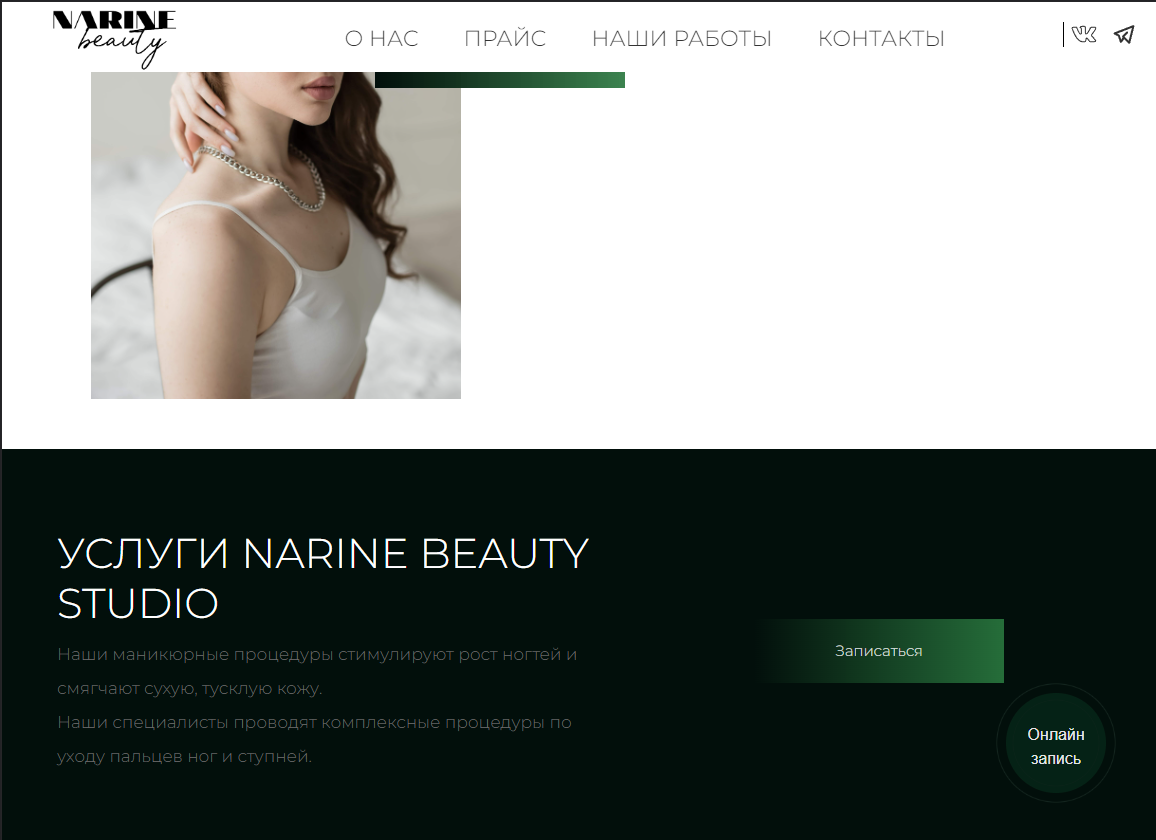 NARINE
beauty
О НАС
ПРАЙС
НАШИ РАБОТЫ
КОНТАКТЫ
УСЛУГИ NARINE BEAUTY
STUDIO
Наши маникюрные процедуры стимулируют рост ногтей и
смягчают сухую, тусклую кожу.
Наши специалисты проводят комплексные процедуры по
уходу пальцев ног и ступней.
Записаться
Онлайн
запись